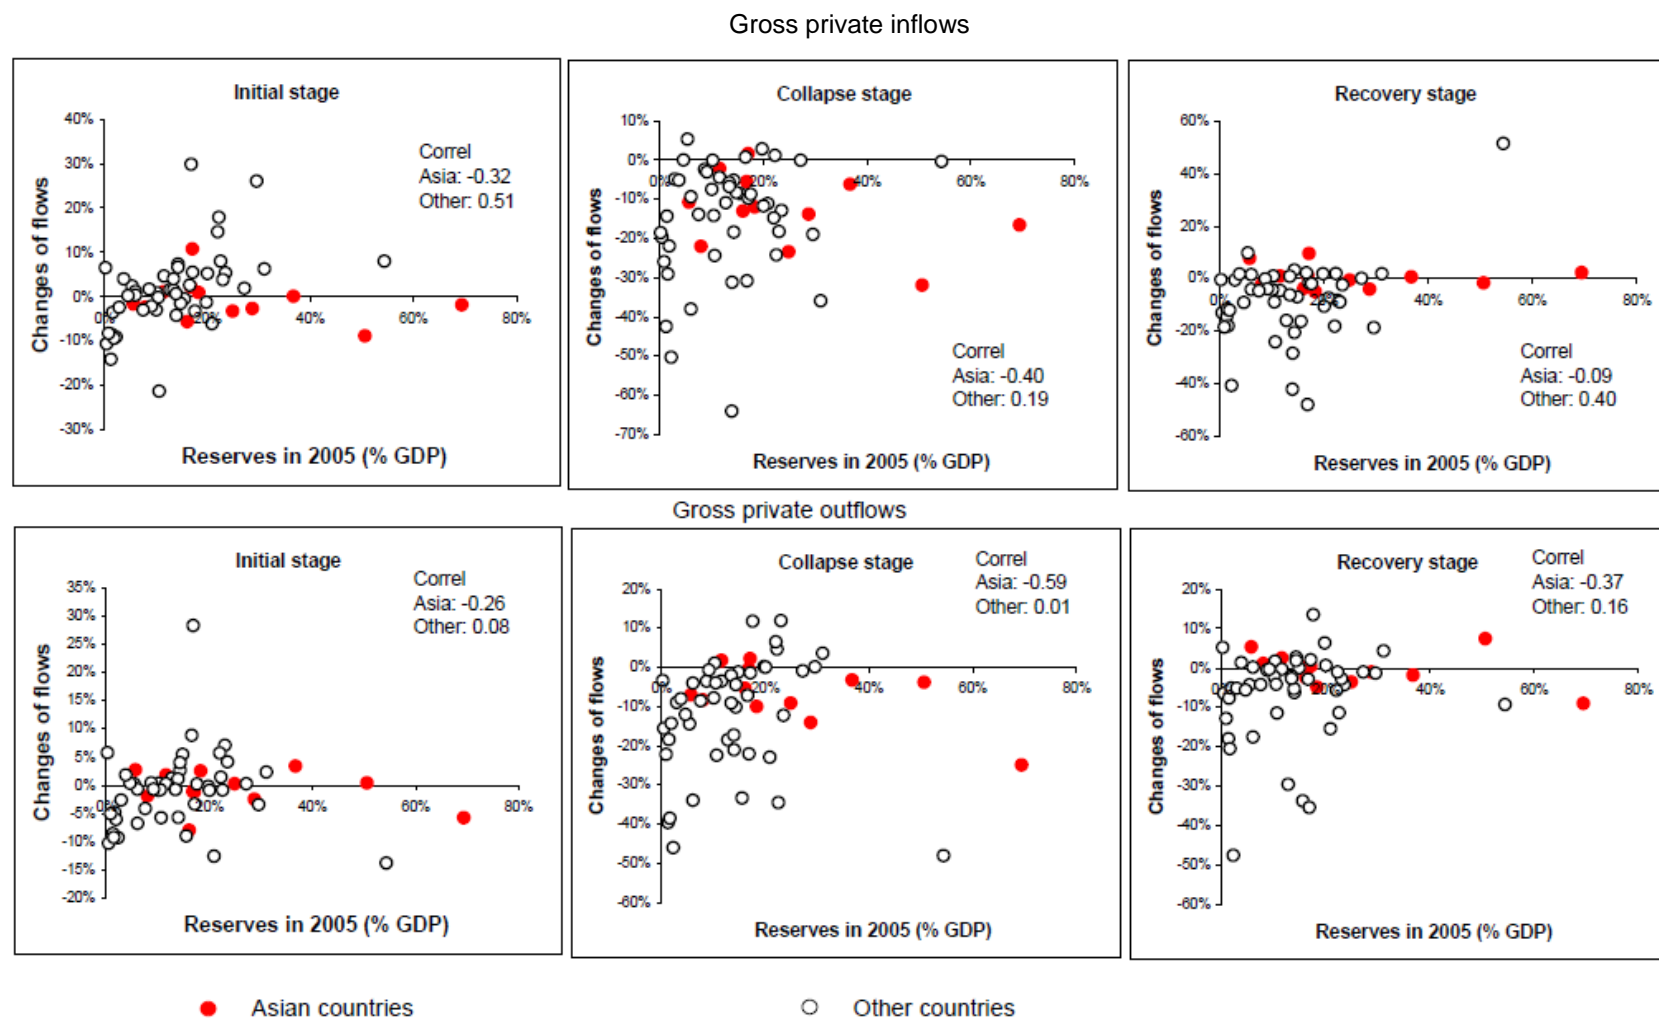 Gross private inflows
Initial stage
40%
30%
20%
10%
0%
-10%
-20%
-30%
0%
20%
40%
60%
80%
Correl
Asia: -0.32
Other: 0.51
Changes of flows
Reserves in 2005 (% GDP)
Collapse stage
10%
0%
-10%
-20%
-30%
-40%
-50%
-60%
-70%
0%
20%
40%
60%
80%
Correl
Asia: -0.40
Other: 0.19
Changes of flows
Reserves in 2005 (% GDP)
Recovery stage
60%
40%
20%
0%
-20%
-40%
-60%
0%
20%
40%
60%
80%
Correl
Asia: -0.09
Other: 0.40
Changes of flows
Reserves in 2005 (% GDP)
Gross private outflows
Initial stage
35%
30%
25%
20%
15%
10%
5%
0%
-5%
-10%
-15%
-20%
0%
20%
40%
60%
80%
Correl
Asia: -0.26
Other: 0.08
Changes of flows
Reserves in 2005 (% GDP)
Collapse stage
20%
10%
0%
-10%
-20%
-30%
-40%
-50%
-60%
0%
20%
40%
60%
80%
Correl
Asia: -0.59
Other: 0.01
Changes of flows
Reserves in 2005 (% GDP)
Recovery stage
20%
10%
0%
-10%
-20%
-30%
-40%
-50%
-60%
0%
20%
40%
60%
80%
Correl
Asia: -0.37
Other: 0.16
Changes of flows
Reserves in 2005 (% GDP)
Asian countries
Other countries